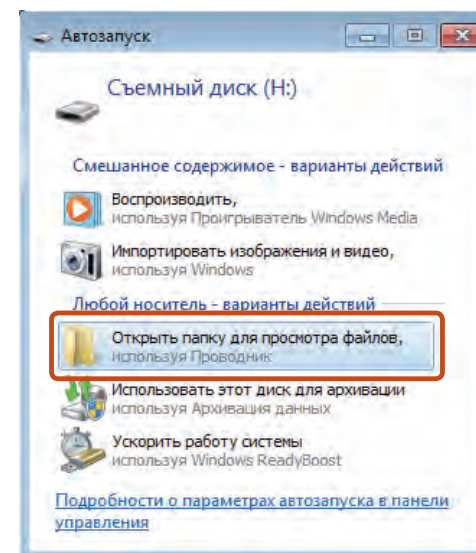 Автозапуск
Съемный диск (H:)
Смешанное содержимое - варианты действий
Воспроизводить,
используя Проигрыватель Windows Media
Импортировать изображения и видео,
используя Windows
Любой носитель - варианты действий
Открыть папку для просмотра файлов,
используя Проводник
Использовать этот диск для архивации
используя Архивация данных
Ускорить работу системы
используя Windows ReadyBoost
Подробности о параметрах автозапуска в панели
управления